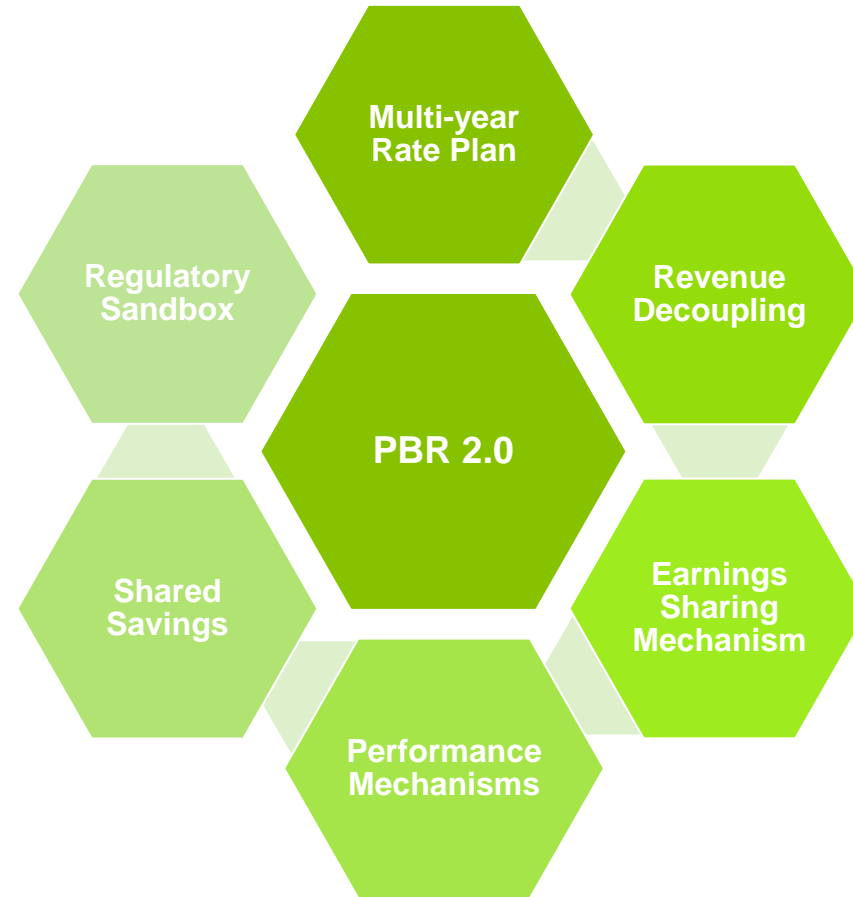 Multi-year
Rate Plan
Regulatory
Sandbox
Revenue
Decoupling
PBR 2.0
Shared
Savings
Earnings
Sharing
Mechanism
Performance
Mechanisms